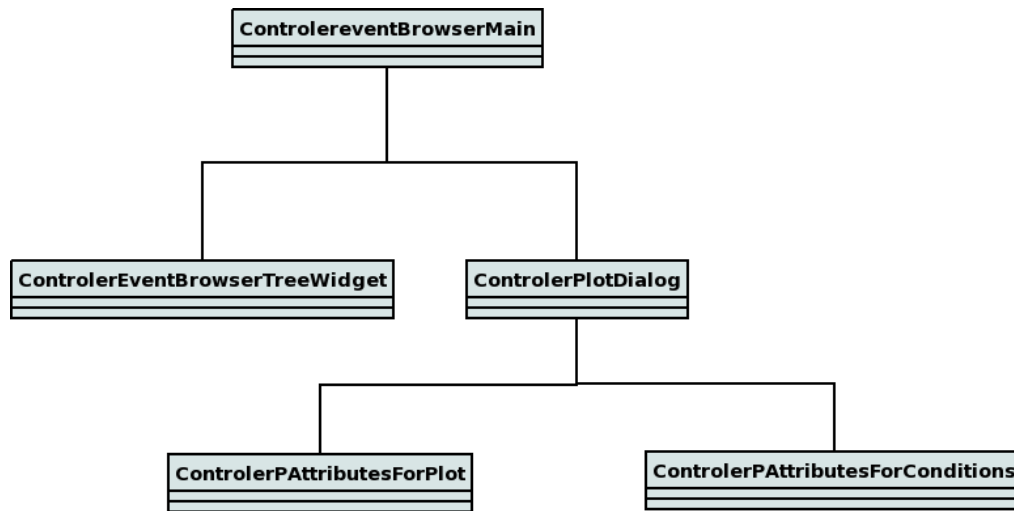 ControlereventBrowserMain
ControlerEventBrowserTreeWidget
ControlerPlotDialog
ControlerPAttributesForPlot
ControlerPAttributesForConditions